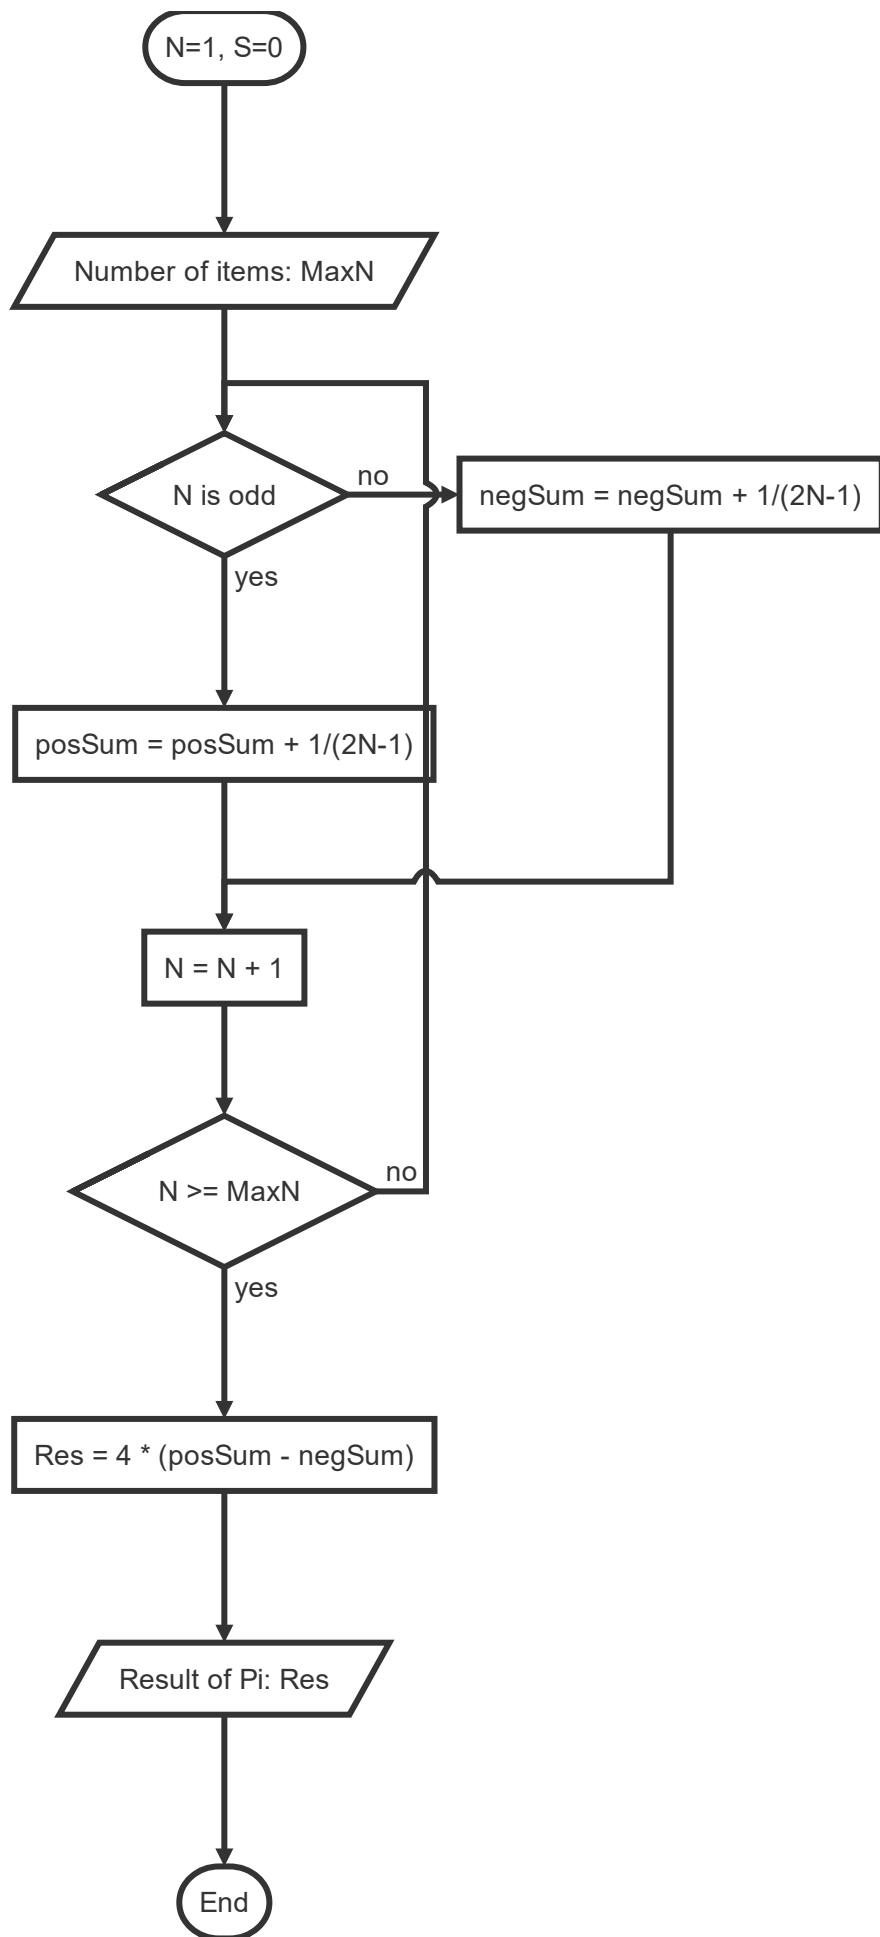 N=1, S=0
Number of items: MaxN
N is odd
no
negSum = negSum + 1/(2N-1)
yes
posSum = posSum + 1/(2N-1)
N = N + 1
N >= MaxN
no
yes
Res = 4 * (posSum - negSum)
Result of Pi: Res
End